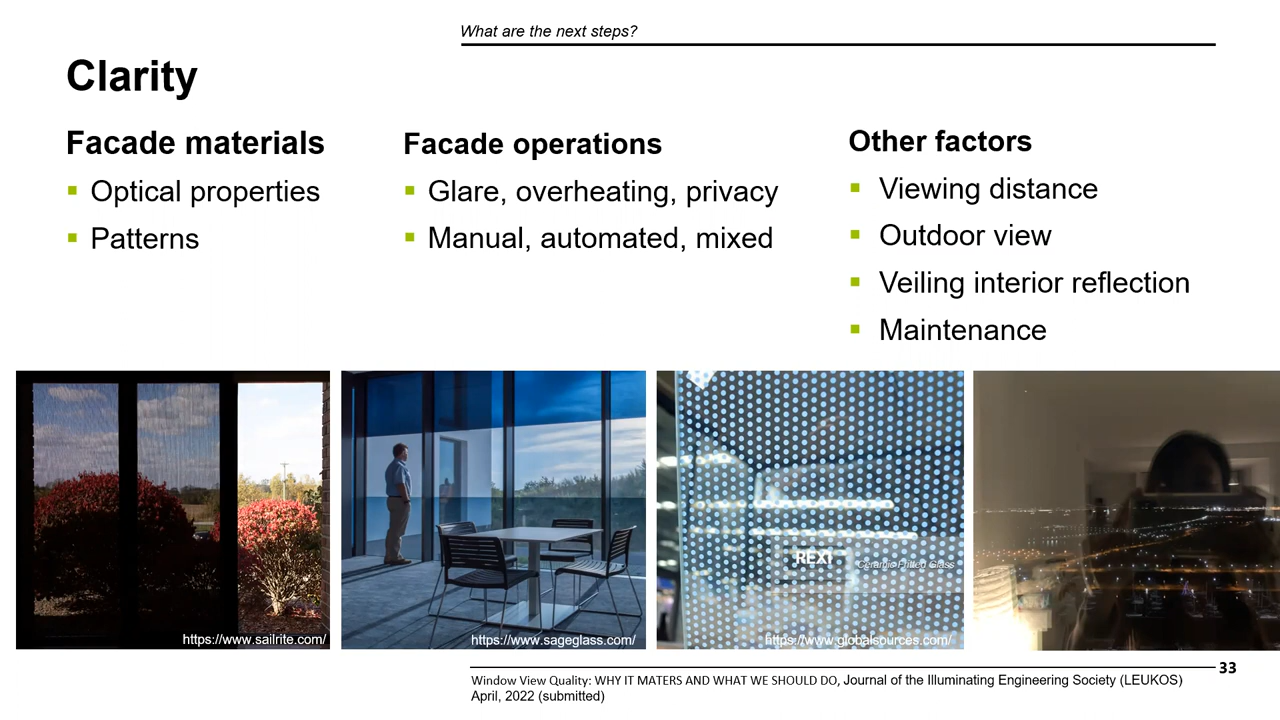 What are the next steps?
Clarity
Facade materials
Optical properties
Patterns
Facade operations
Glare, overheating, privacy
Manual, automated, mixed
Other factors
Viewing distance
Outdoor view
Veiling interior reflection
Maintenance
https://www.sailrite.com/
https://www.sageglass.com/
REXI
Ceramic Fritted Glass
https://www.globalsources.com/
33
Window View Quality: WHY IT MATERS AND WHAT WE SHOULD DO, Journal of the Illuminating Engineering Society (LEUKOS)
April, 2022 (submitted)